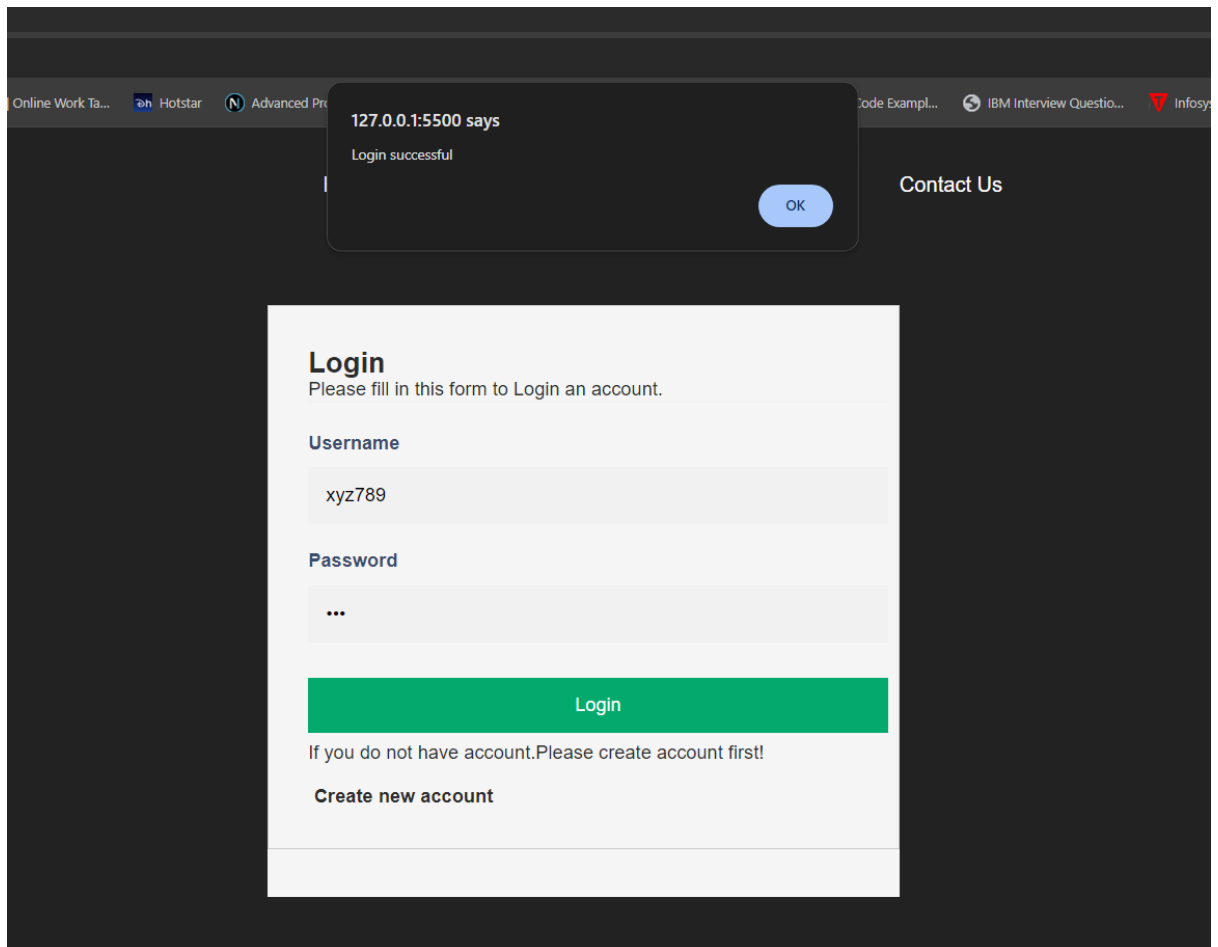 Online Work Ta... Hotstar Advanced Pr Code Exampl... IBM Interview Questio... Infosys
127.0.0.1:5500 says
Login successful
OK
Contact Us
Login
Please fill in this form to Login an account.
Username
xyz789
Password
•••
Login
If you do not have account.Please create account first!
Create new account